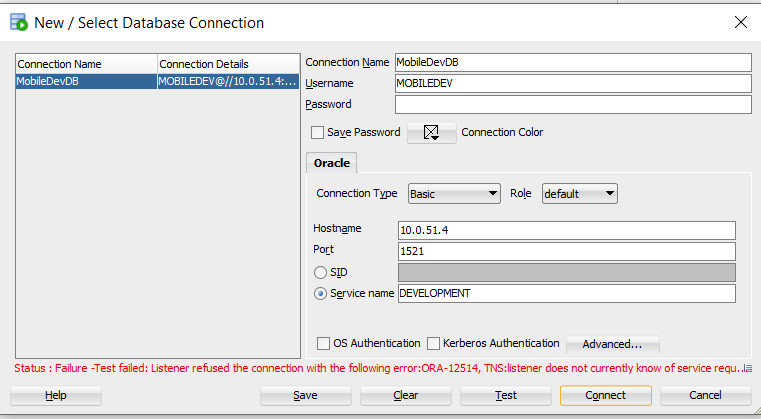 New / Select Database Connection
Connection Name Connection Details
MobileDevDB MOBILEDEV@//10.0.51.4:...
Connection Name MobileDevDB
Username MOBILEDEV
Password
Save Password Connection Color
Oracle
Connection Type Basic Role default
Hostname 10.0.51.4
Port 1521
SID
Service name DEVELOPMENT
OS Authentication Kerberos Authentication Advanced...
Status : Failure -Test failed: Listener refused the connection with the following error:ORA-12514, TNS:listener does not currently know of service requ...
Help Save Clear Test Connect Cancel